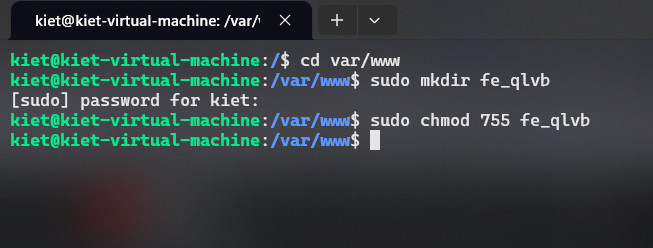 kiet@kiet-virtual-machine: /var/w
kiet@kiet-virtual-machine:/$ cd var/www
kiet@kiet-virtual-machine:/var/www$ sudo mkdir fe_qlvb
[sudo] password for kiet:
kiet@kiet-virtual-machine:/var/www$ sudo chmod 755 fe_qlvb
kiet@kiet-virtual-machine:/var/www$